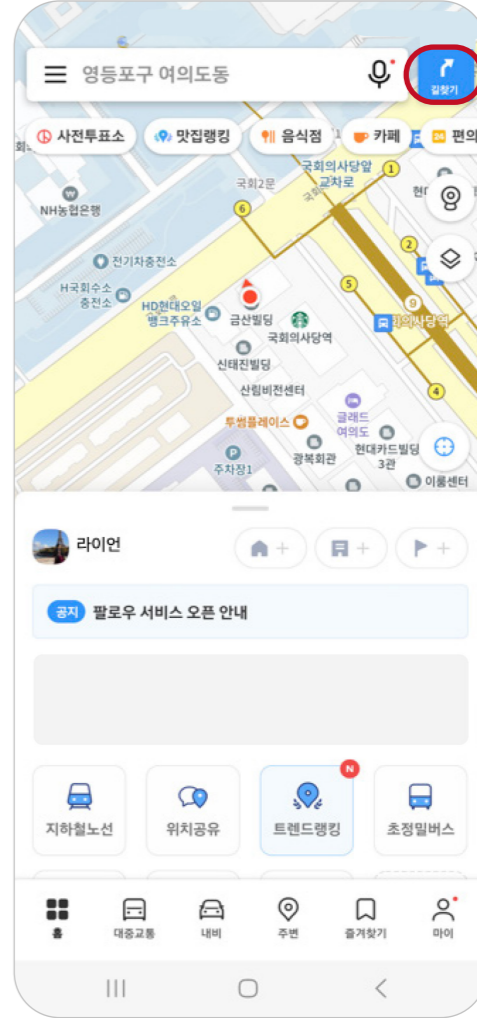 영등포구 여의도동
길찾기
사전투표소
맛집랭킹
음식점
카페
24
편의
국회의사당앞
교차로
국회2문
NH농협은행
전기차충전소
H국회수소
충전소
HD현대오일
뱅크주유소
금산빌딩
국회의사당역
신태진빌딩
산림비전센터
투썸플레이스
글래드
여의도
광복회관
현대카드빌딩
3관
주차장1
이룸센터
1
2
4
5
6
9
라이언
공지 팔로우 서비스 오픈 안내
N
지하철노선
위치공유
트렌드랭킹
초정밀버스
홈
대중교통
내비
주변
즐겨찾기
마이